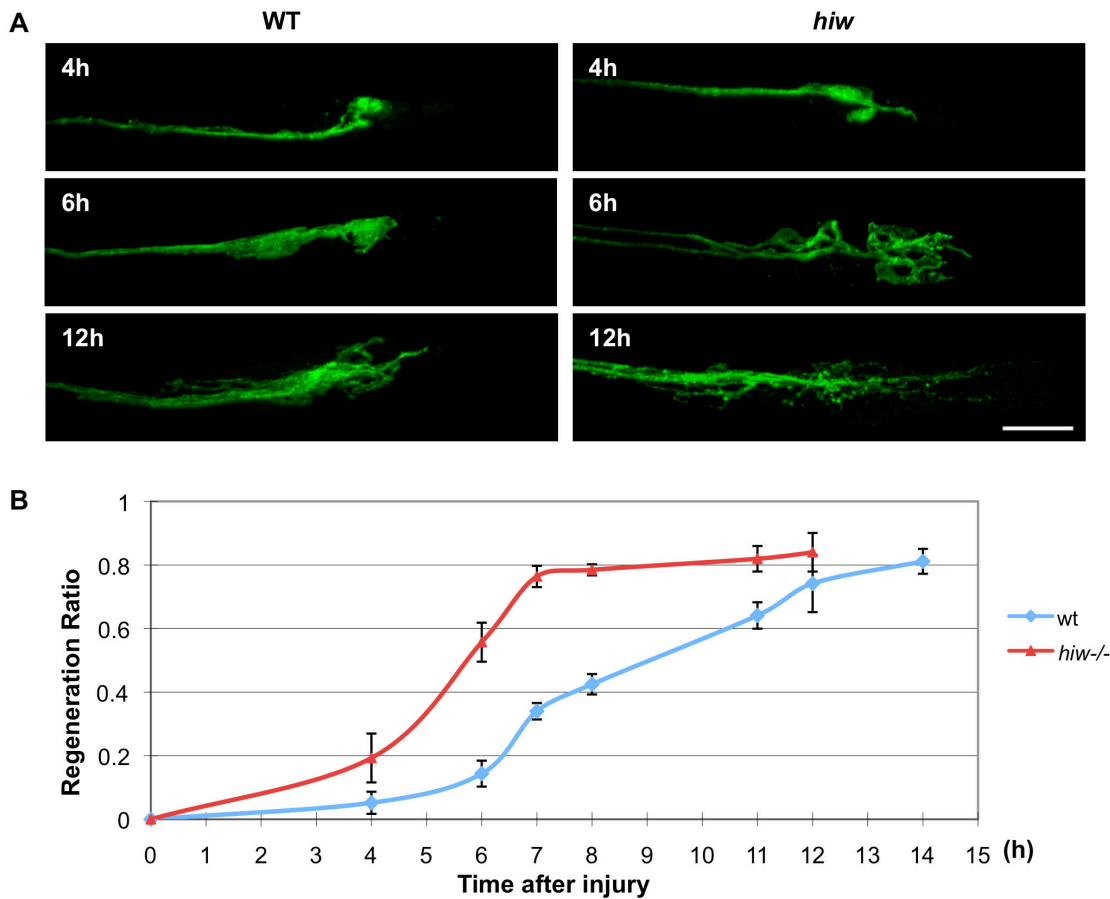 A
WT
hiw
4h
4h
6h
6h
12h
12h
B
Regeneration Ratio
1
0.8
0.6
0.4
0.2
0
0 1 2 3 4 5 6 7 8 9 10 11 12 13 14 15 (h)
Time after injury
wt
hiw-/-